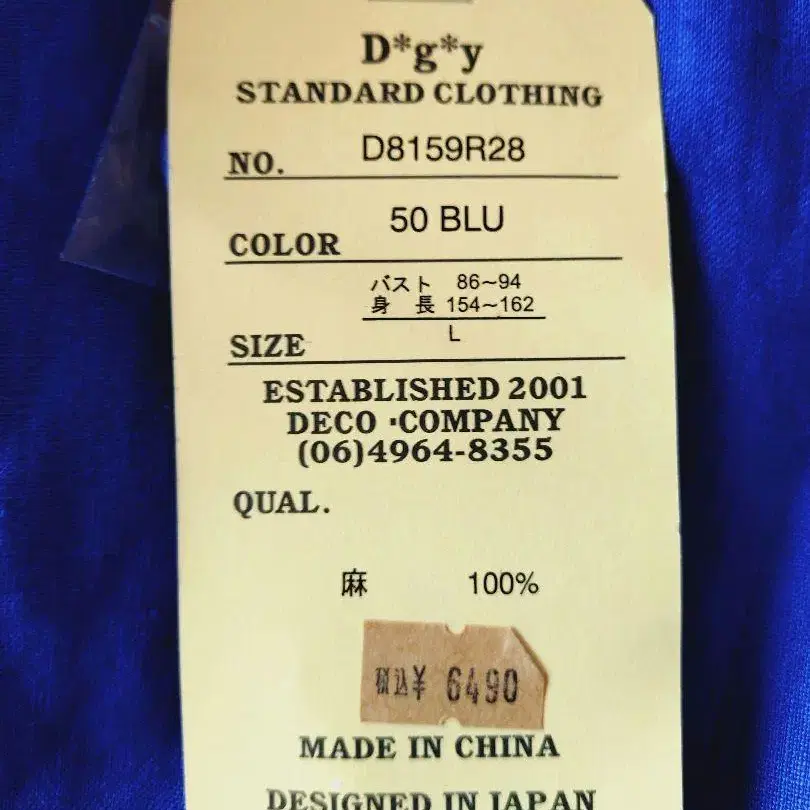 D*g*y
STANDARD CLOTHING
NO. D8159R28
COLOR 50 BLU
バスト 86~94
身 長 154~162
SIZE L
ESTABLISHED 2001
DECO・COMPANY
(06)4964-8355
QUAL.
麻 100%
税込¥ 6490
MADE IN CHINA
DESIGNED IN JAPAN